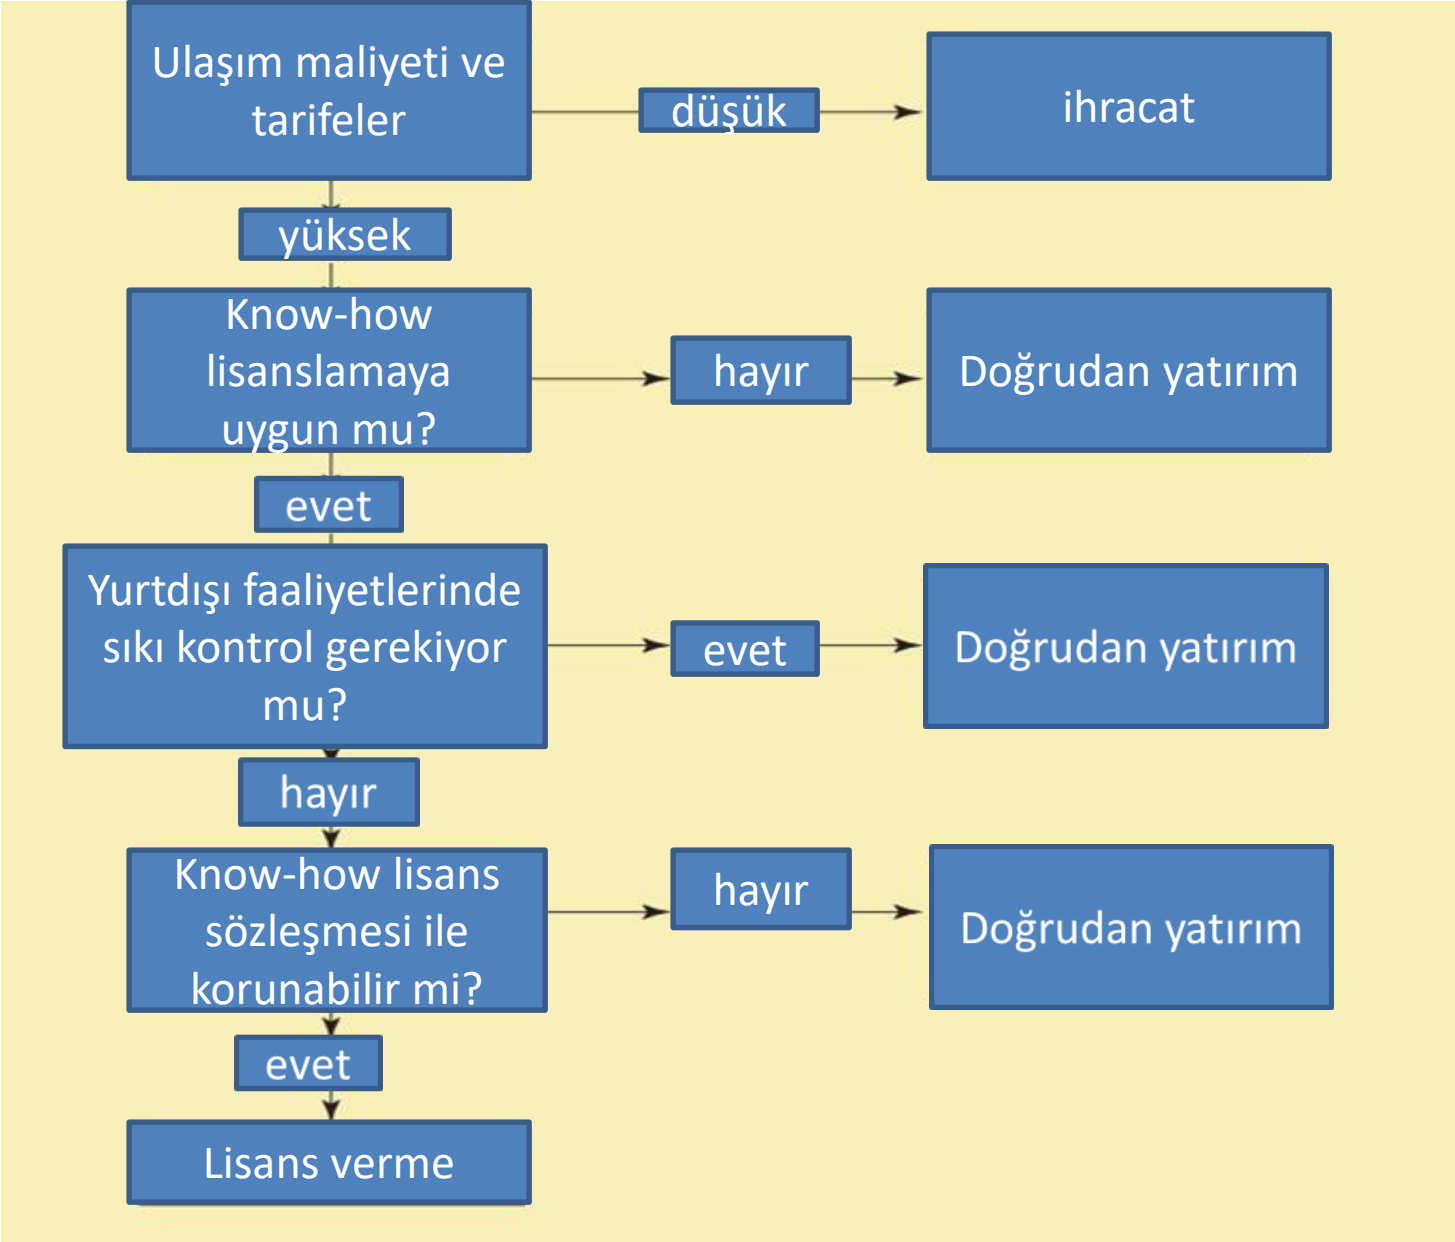 Ulaşım maliyeti ve
tarifeler
düşük
ihracat
yüksek
Know-how
lisanslamaya
uygun mu?
hayır
Doğrudan yatırım
evet
Yurtdışı faaliyetlerinde
sıkı kontrol gerekiyor
mu?
evet
Doğrudan yatırım
hayır
Know-how lisans
sözleşmesi ile
korunabilir mi?
hayır
Doğrudan yatırım
evet
Lisans verme